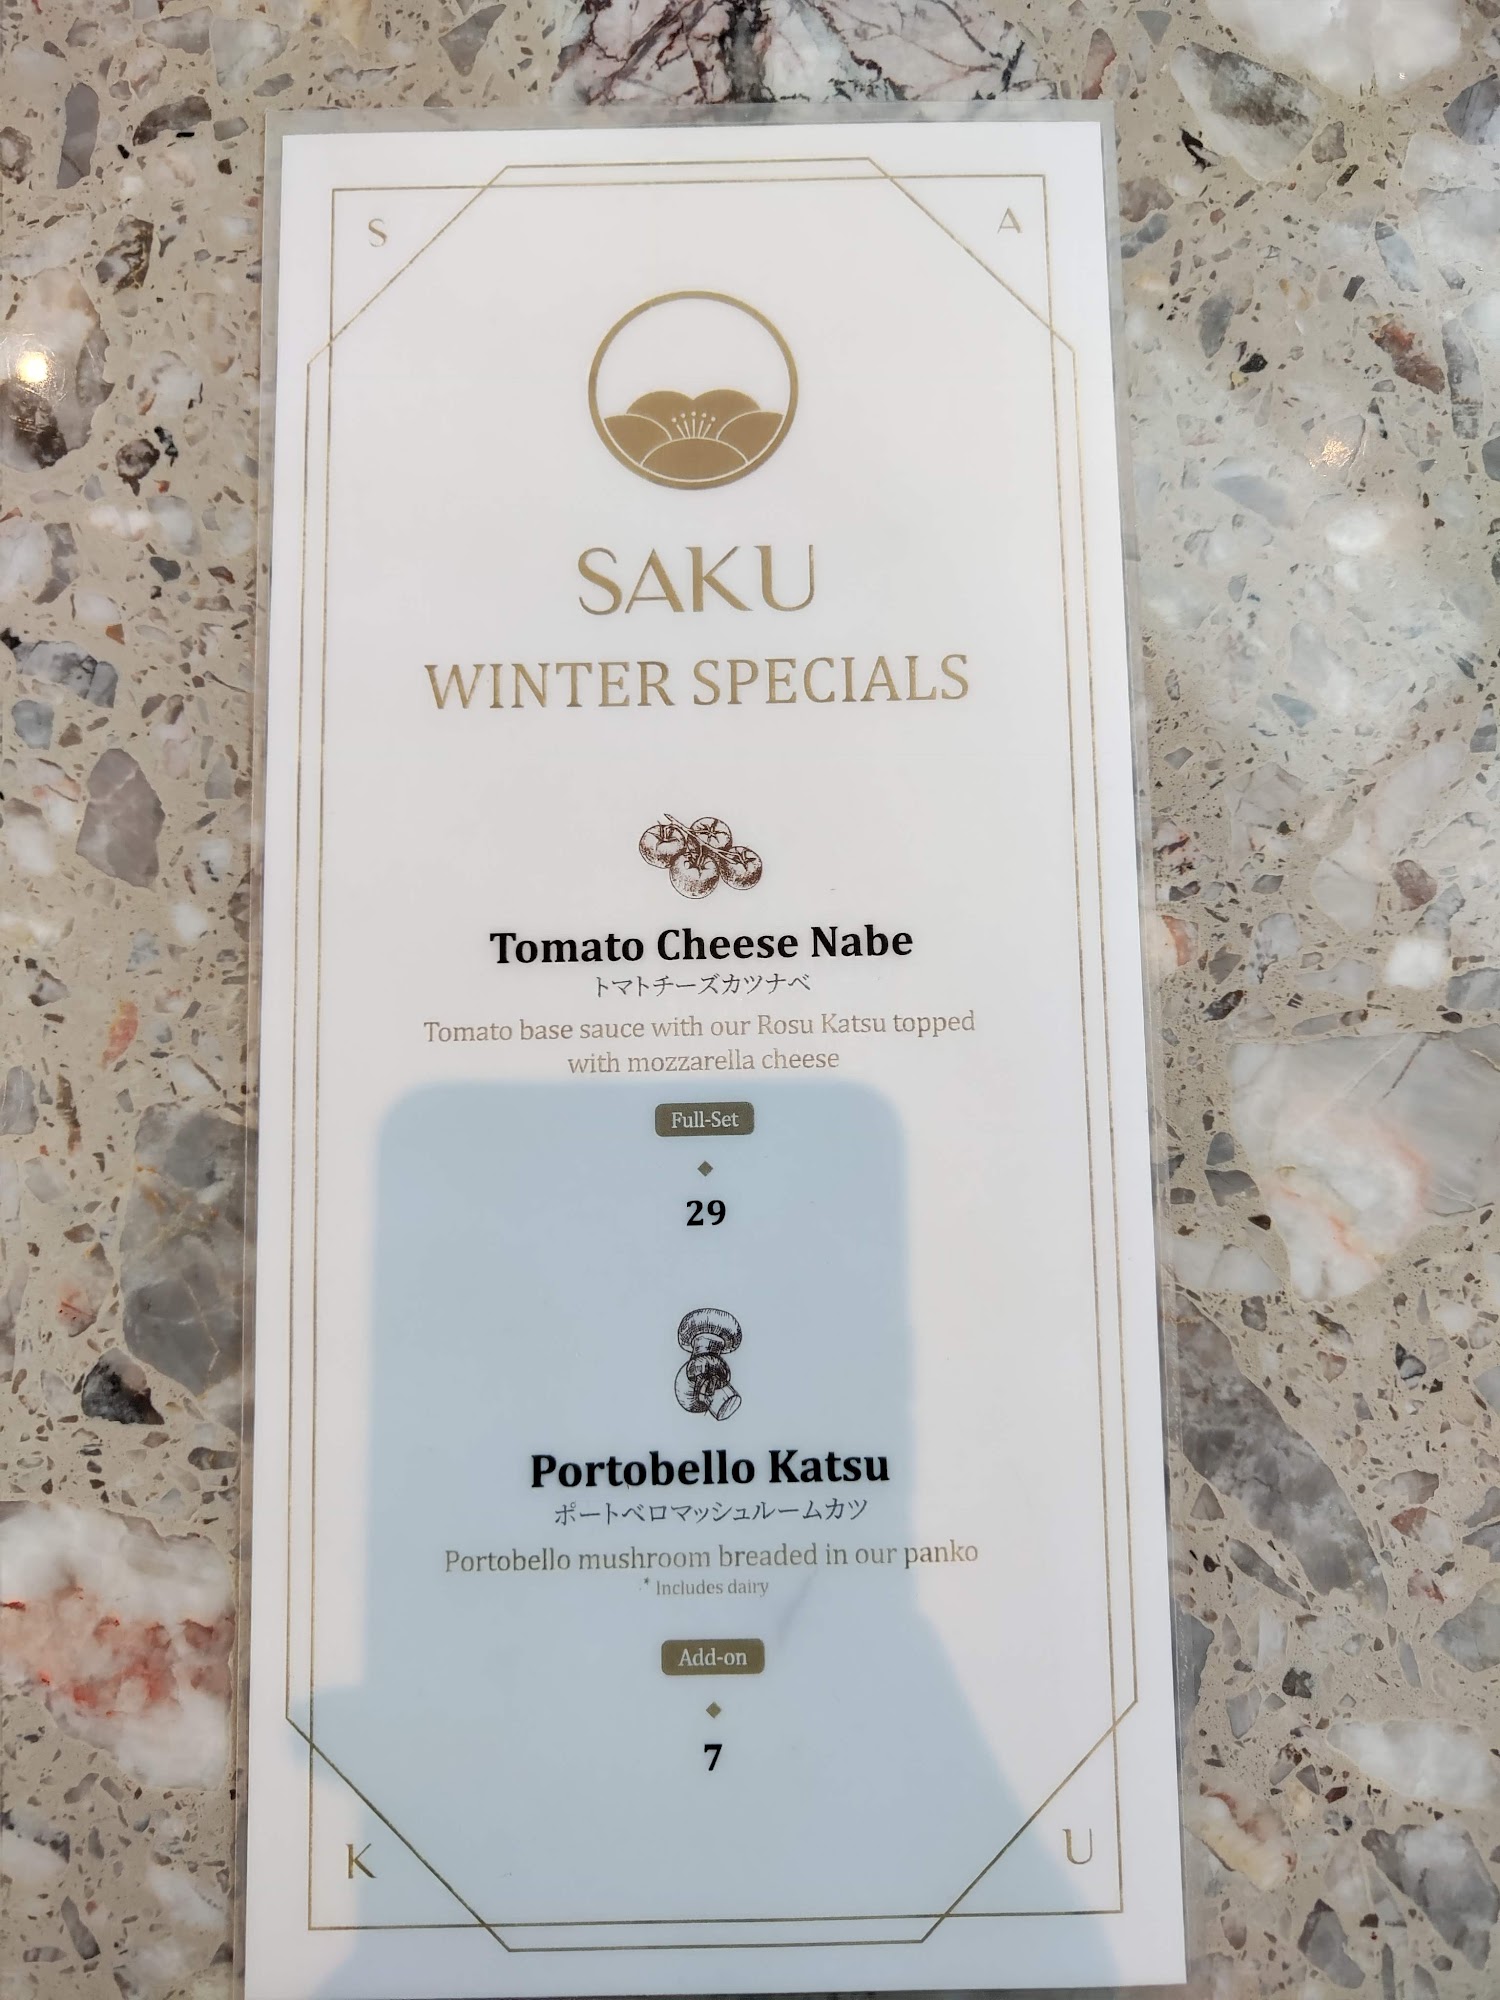 S A
SAKU
WINTER SPECIALS
Tomato Cheese Nabe
トマトチーズカツナベ
Tomato base sauce with our Rosu Katsu topped
with mozzarella cheese
Full-Set
29
Portobello Katsu
ポートベロマッシュルームカツ
Portobello mushroom breaded in our panko
* Includes dairy
Add-on
7
K U